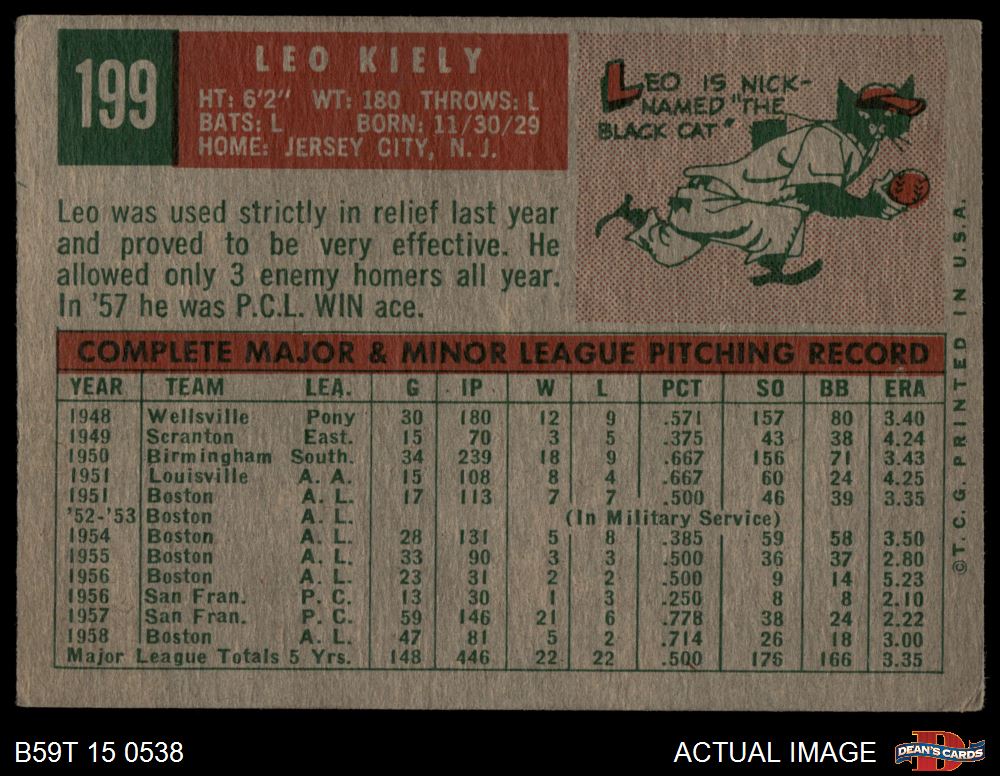 199
LEO KIELY
HT: 6'2" WT: 180 THROWS: L
BATS: L BORN: 11/30/29
HOME: JERSEY CITY, N. J.
LEO IS NICK-
NAMED "THE
BLACK CAT"
Leo was used strictly in relief last year
and proved to be very effective. He
allowed only 3 enemy homers all year.
In '57 he was P.C.L. WIN ace.
COMPLETE MAJOR & MINOR LEAGUE PITCHING RECORD
YEAR TEAM LEA. G IP W L PCT SO BB ERA
1948 Wellsville Pony 30 180 12 9 .571 157 80 3.40
1949 Scranton East. 15 70 3 5 .375 43 38 4.24
1950 Birmingham South. 34 239 18 9 .667 156 71 3.43
1951 Louisville A. A. 15 108 8 4 .667 60 24 4.25
1951 Boston A. L. 17 113 7 7 .500 46 39 3.35
'52-'53 Boston A. L. (In Military Service)
1954 Boston A. L. 28 131 5 8 .385 59 58 3.50
1955 Boston A. L. 33 90 3 3 .500 36 37 2.80
1956 Boston A. L. 23 31 2 2 .500 9 14 5.23
1956 San Fran. P. C. 13 30 1 3 .250 8 8 2.10
1957 San Fran. P. C. 59 146 21 6 .778 38 24 2.22
1958 Boston A. L. 47 81 5 2 .714 26 18 3.00
Major League Totals 5 Yrs. 148 446 22 22 .500 176 166 3.35
©T. C. G. PRINTED IN U.S.A.
B59T 15 0538
ACTUAL IMAGE
D
DEAN'S CARDS